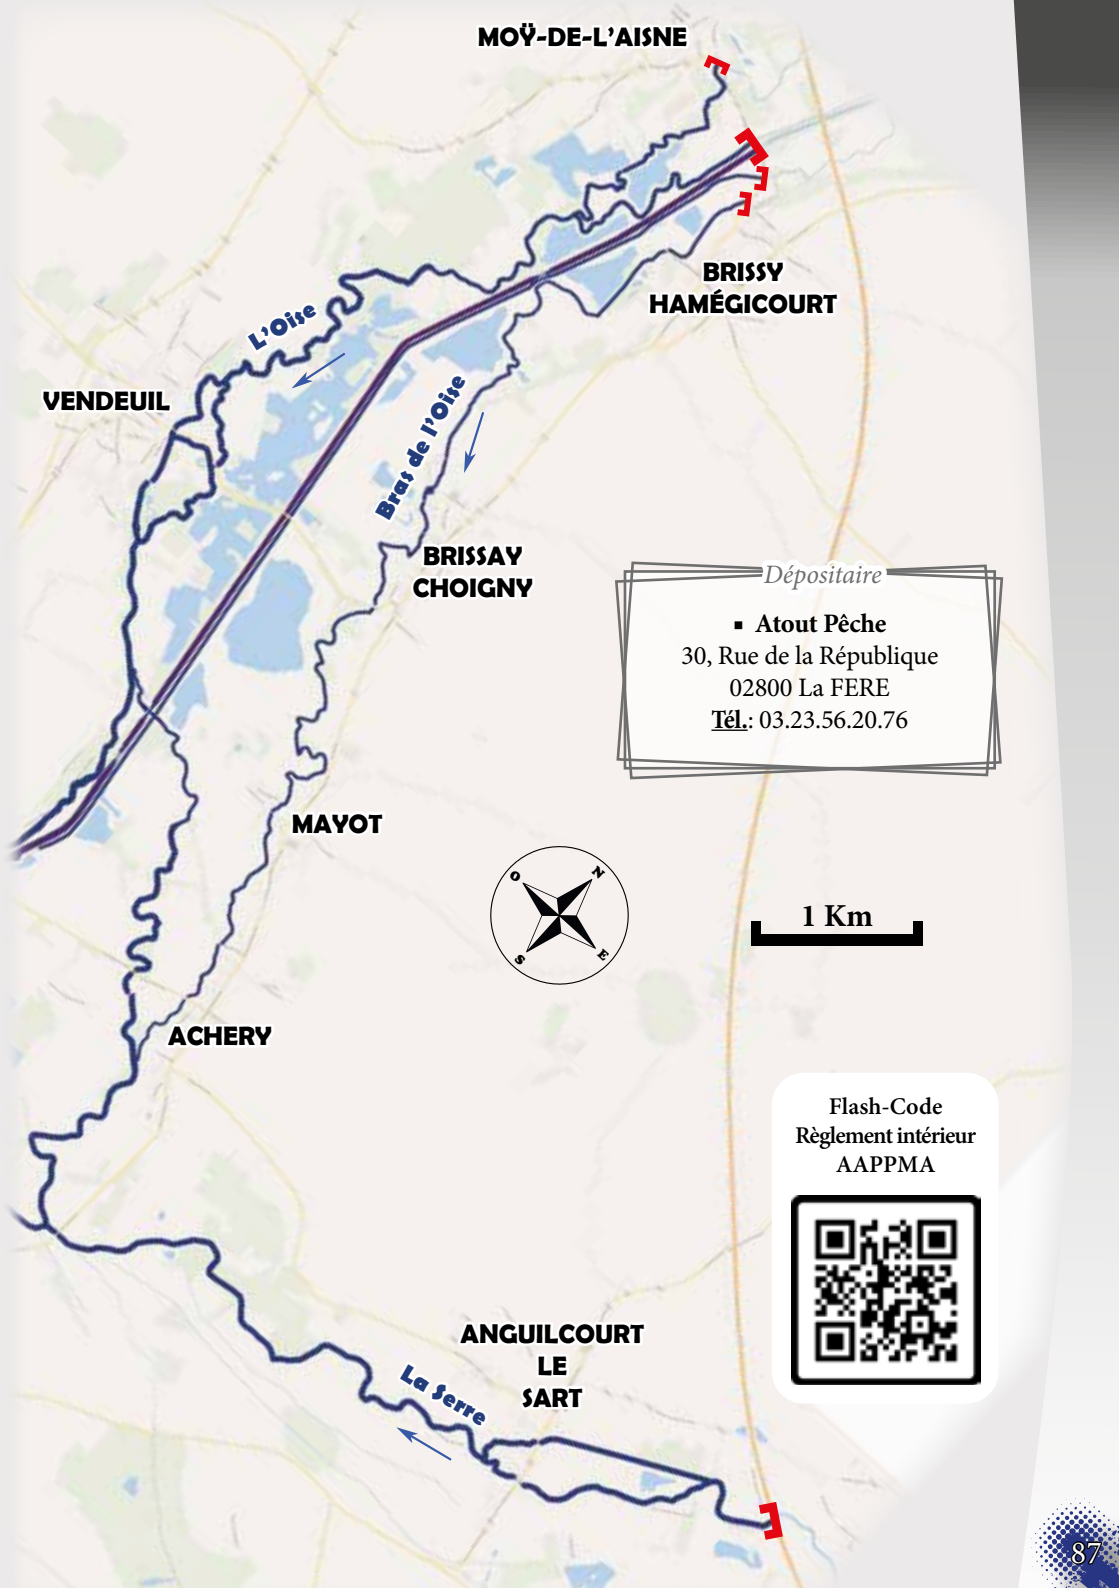 MOŸ-DE-L'AISNE
BRISSY
HAMÉGICOURT
L'Oise
VENDEUIL
Bras de l'Oise
BRISSAY
CHOIGNY
Dépositaire
▪ Atout Pêche
30, Rue de la République
02800 La FERE
Tél.: 03.23.56.20.76
MAYOT
O
N
S
E
1 Km
ACHERY
Flash-Code
Règlement intérieur
AAPPMA
ANGUILCOURT
LE
SART
La Serre
87